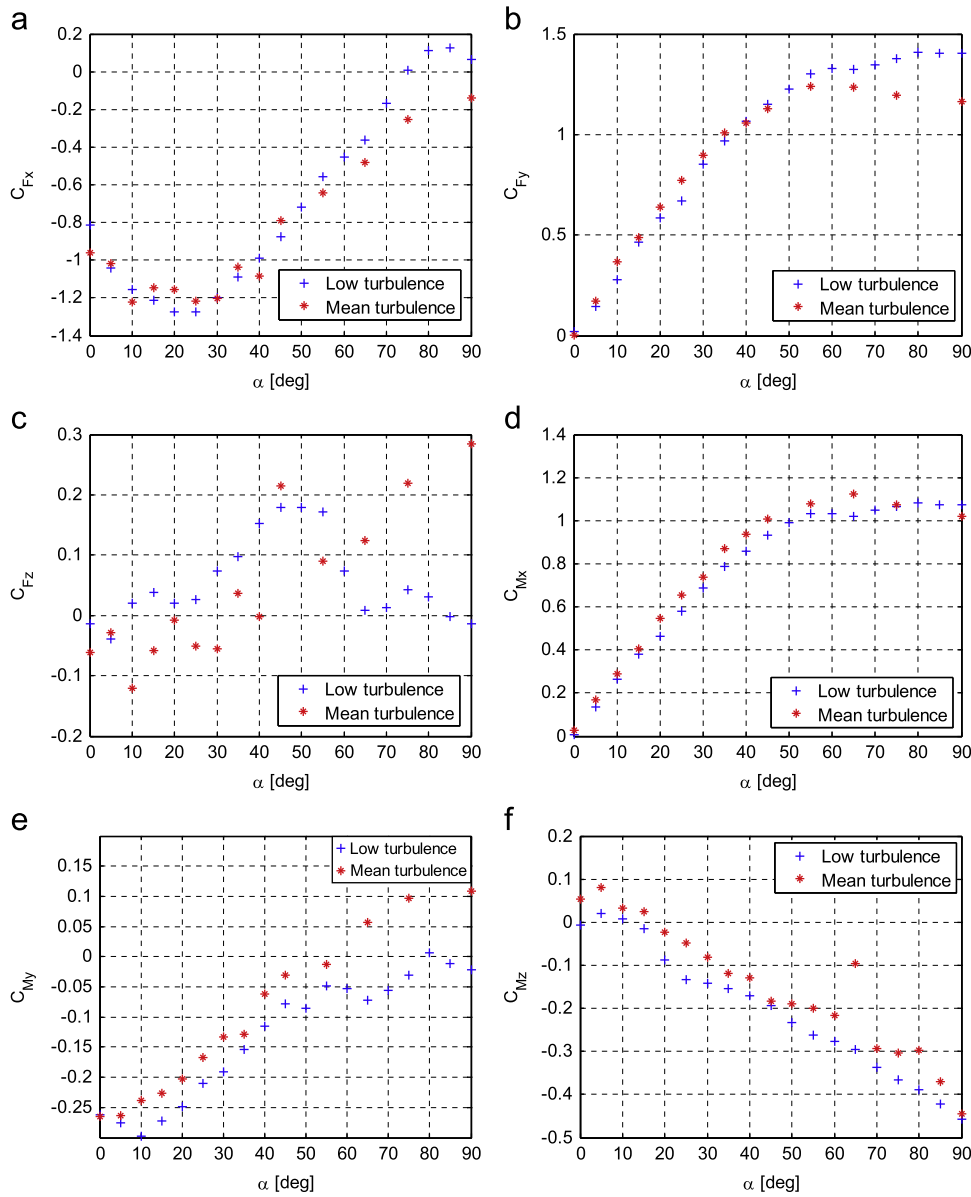 a
0.2
0
-0.2
-0.4
-0.6
-0.8
-1
-1.2
-1.4
C_Fx
0 10 20 30 40 50 60 70 80 90
α [deg]
Low turbulence
Mean turbulence
b
1.5
1
0.5
0
C_Fy
0 10 20 30 40 50 60 70 80 90
α [deg]
Low turbulence
Mean turbulence
c
0.3
0.2
0.1
0
-0.1
-0.2
C_Fz
0 10 20 30 40 50 60 70 80 90
α [deg]
Low turbulence
Mean turbulence
d
1.4
1.2
1
0.8
0.6
0.4
0.2
0
C_Mx
0 10 20 30 40 50 60 70 80 90
α [deg]
Low turbulence
Mean turbulence
e
0.15
0.1
0.05
0
-0.05
-0.1
-0.15
-0.2
-0.25
C_My
0 10 20 30 40 50 60 70 80 90
α [deg]
Low turbulence
Mean turbulence
f
0.2
0.1
0
-0.1
-0.2
-0.3
-0.4
-0.5
C_Mz
0 10 20 30 40 50 60 70 80 90
α [deg]
Low turbulence
Mean turbulence